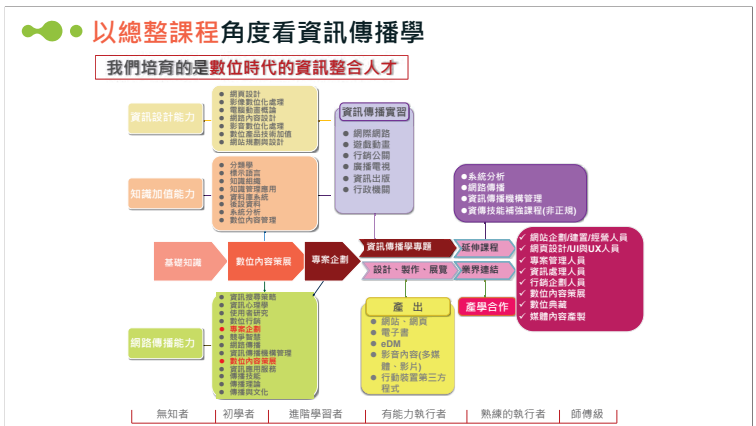 以總整課程角度看資訊傳播學
我們培育的是數位時代的資訊整合人才
資訊設計能力
網頁設計
影像數位化處理
電腦動畫概論
網路內容設計
影音數位化處理
數位產品技術加值
網站規劃與設計
資訊傳播實習
網際網路
遊戲動畫
行銷公關
廣播電視
資訊出版
行政機關
知識加值能力
分類學
標示語言
知識組織
知識管理應用
資料庫系統
後設資料
系統分析
數位內容管理
系統分析
網路傳播
資訊傳播機構管理
資傳技能補強課程(非正規)
基礎知識
數位內容策展
專案企劃
資訊傳播學專題
延伸課程
設計、製作、展覽
業界連結
網站企劃/建置/經營人員
網頁設計/UI與UX人員
專案管理人員
資訊處理人員
行銷企劃人員
數位內容策展
數位典藏
媒體內容產製
網路傳播能力
資訊搜尋策略
資訊心理學
使用者研究
數位行銷
專案企劃
競爭智慧
網路傳播
資訊傳播機構管理
數位內容策展
資訊應用服務
傳播技能
傳播理論
傳播與文化
產 出
網站、網頁
電子書
eDM
影音內容(多媒
體、影片)
行動裝置第三方
程式
產學合作
無知者
初學者
進階學習者
有能力執行者
熟練的執行者
師傅級